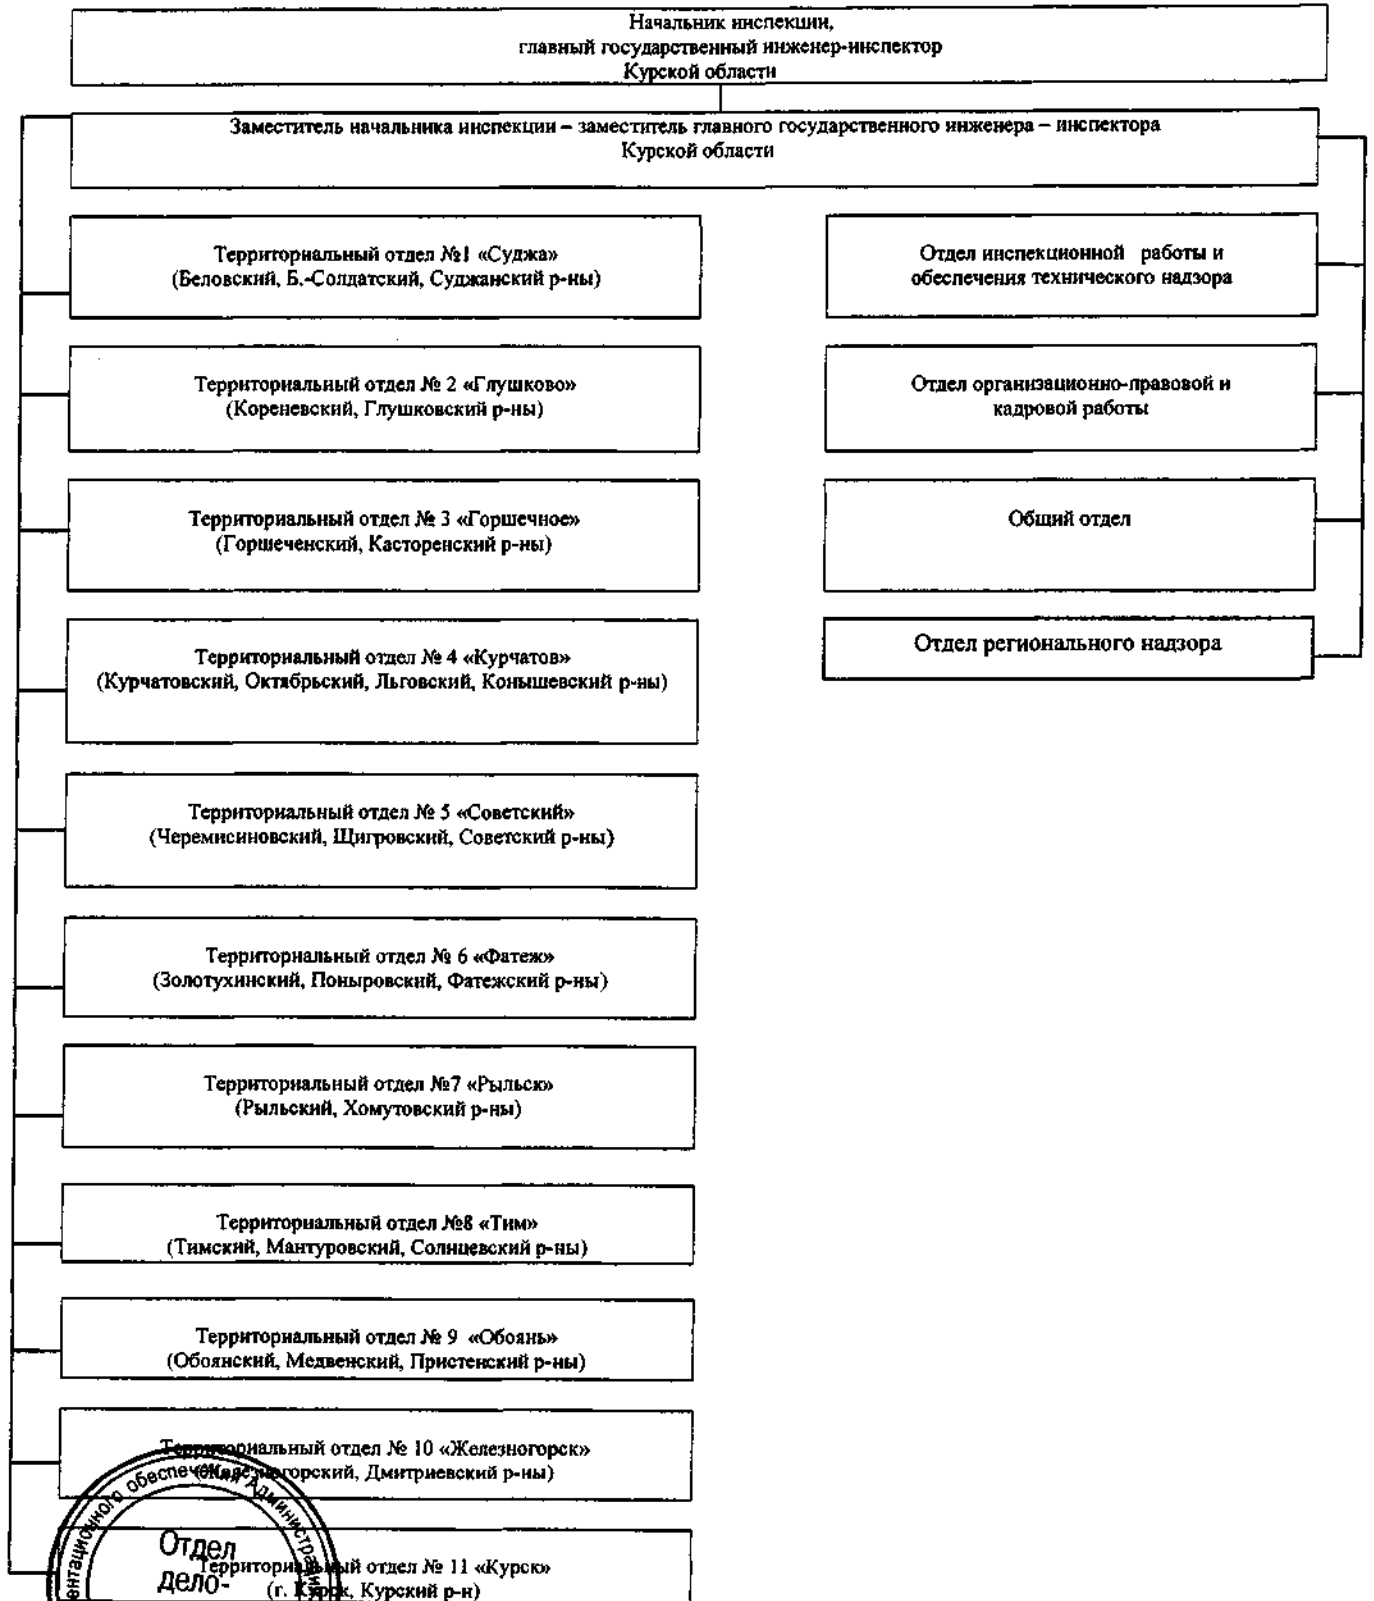 Начальник инспекции,
главный государственный инженер-инспектор
Курской области
Заместитель начальника инспекции – заместитель главного государственного инженера – инспектора
Курской области
Территориальный отдел №1 «Суджа»
(Беловский, Б.-Солдатский, Суджанский р-ны)
Территориальный отдел № 2 «Глушково»
(Кореневский, Глушковский р-ны)
Территориальный отдел № 3 «Горшечное»
(Горшеченский, Касторенский р-ны)
Территориальный отдел № 4 «Курчатов»
(Курчатовский, Октябрьский, Льговский, Конышевский р-ны)
Территориальный отдел № 5 «Советский»
(Черемисиновский, Щигровский, Советский р-ны)
Территориальный отдел № 6 «Фатеж»
(Золотухинский, Поныровский, Фатежский р-ны)
Территориальный отдел №7 «Рыльск»
(Рыльский, Хомутовский р-ны)
Территориальный отдел №8 «Тим»
(Тимский, Мантуровский, Солнцевский р-ны)
Территориальный отдел № 9 «Обоянь»
(Обоянский, Медвенский, Пристенский р-ны)
Территориальный отдел № 10 «Железногорск»
(Железногорский, Дмитриевский р-ны)
Территориальный отдел № 11 «Курск»
(г. Курск, Курский р-н)
Отдел инспекционной работы и
обеспечения технического надзора
Отдел организационно-правовой и
кадровой работы
Общий отдел
Отдел регионального надзора
обеспечения
Отдел
дело-